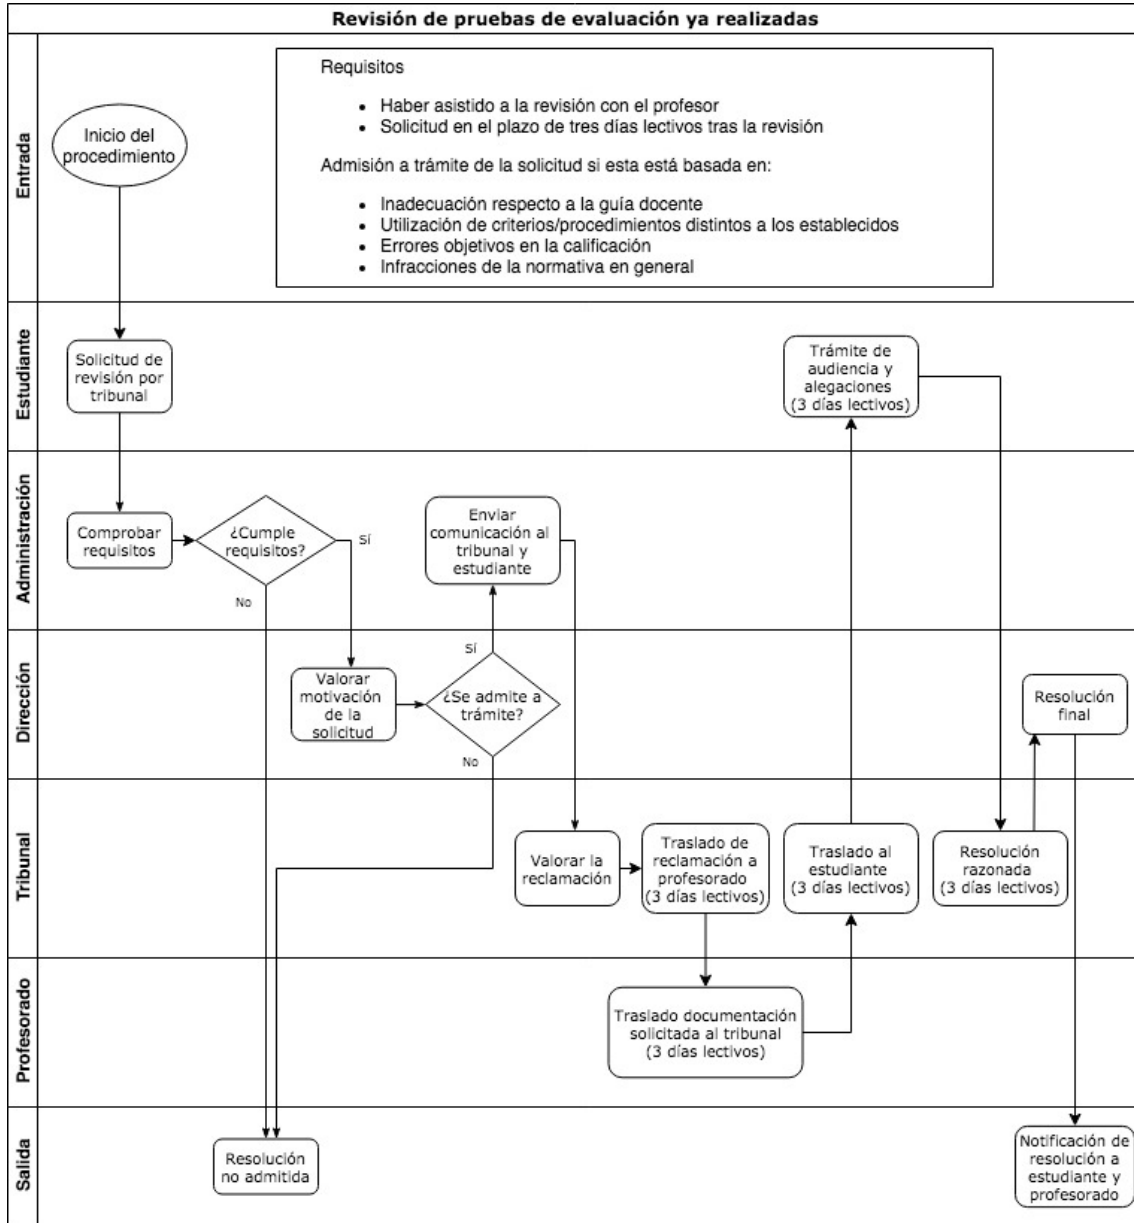 Revisión de pruebas de evaluación ya realizadas
Entrada
Inicio del
procedimiento
Requisitos
• Haber asistido a la revisión con el profesor
• Solicitud en el plazo de tres días lectivos tras la revisión
Admisión a trámite de la solicitud si esta está basada en:
• Inadecuación respecto a la guía docente
• Utilización de criterios/procedimientos distintos a los establecidos
• Errores objetivos en la calificación
• Infracciones de la normativa en general
Estudiante
Solicitud de
revisión por
tribunal
Trámite de
audiencia y
alegaciones
(3 días lectivos)
Administración
Comprobar
requisitos
¿Cumple
requisitos?
Sí
No
Enviar
comunicación al
tribunal y
estudiante
Dirección
Valorar
motivación
de la
solicitud
¿Se admite a
trámite?
Sí
No
Resolución
final
Tribunal
Valorar la
reclamación
Traslado de
reclamación a
profesorado
(3 días lectivos)
Traslado al
estudiante
(3 días lectivos)
Resolución
razonada
(3 días lectivos)
Profesorado
Traslado documentación
solicitada al tribunal
(3 días lectivos)
Salida
Resolución
no admitida
Notificación de
resolución a
estudiante y
profesorado